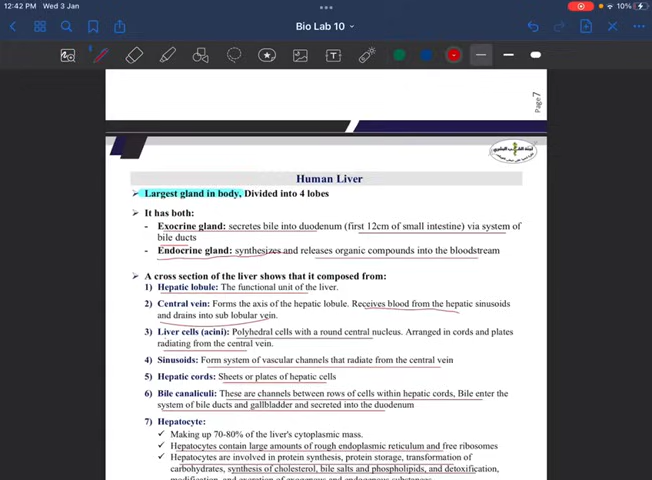 12:42 PM Wed 3 Jan
10%
Bio Lab 10
Page7
Human Liver
➢ Largest gland in body, Divided into 4 lobes
➢ It has both:
- Exocrine gland: secretes bile into duodenum (first 12cm of small intestine) via system of
bile ducts
- Endocrine gland: synthesizes and releases organic compounds into the bloodstream
➢ A cross section of the liver shows that it composed from:
1) Hepatic lobule: The functional unit of the liver.
2) Central vein: Forms the axis of the hepatic lobule. Receives blood from the hepatic sinusoids
and drains into sub lobular vein.
3) Liver cells (acini): Polyhedral cells with a round central nucleus. Arranged in cords and plates
radiating from the central vein.
4) Sinusoids: Form system of vascular channels that radiate from the central vein
5) Hepatic cords: Sheets or plates of hepatic cells
6) Bile canaliculi: These are channels between rows of cells within hepatic cords, Bile enter the
system of bile ducts and gallbladder and secreted into the duodenum
7) Hepatocyte:
✓ Making up 70-80% of the liver's cytoplasmic mass.
✓ Hepatocytes contain large amounts of rough endoplasmic reticulum and free ribosomes
✓ Hepatocytes are involved in protein synthesis, protein storage, transformation of
carbohydrates, synthesis of cholesterol, bile salts and phospholipids, and detoxification,
modification, and excretion of exogenous and endogenous substances